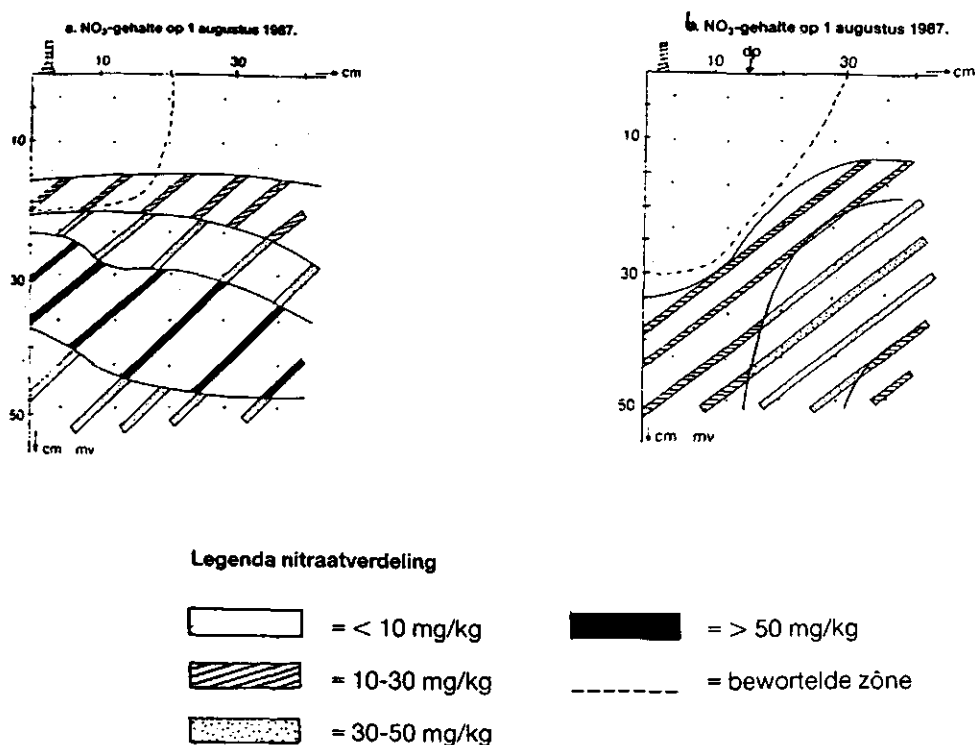 a. NO₃-gehalte op 1 augustus 1987.
10 30 cm
10
30
50
cm mv
b. NO₃-gehalte op 1 augustus 1987.
dp
10 30 cm
10
30
50
cm mv
Legenda nitraatverdeling
= < 10 mg/kg
= 10-30 mg/kg
= 30-50 mg/kg
= > 50 mg/kg
= bewortelde zône